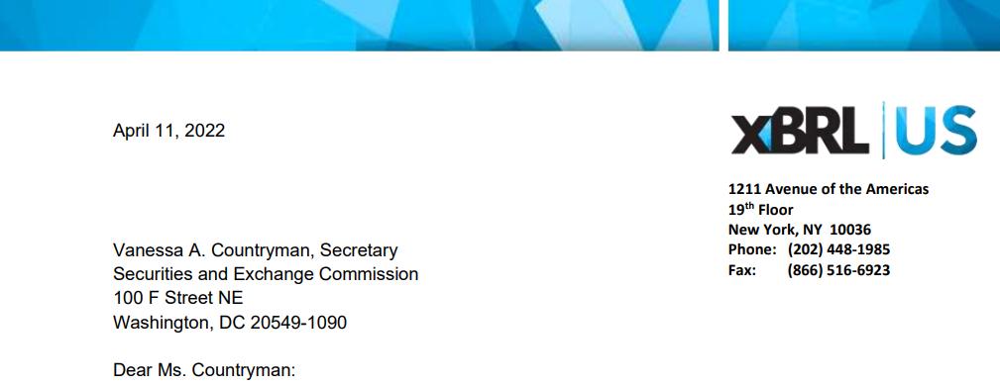 April 11, 2022
xBRL US
1211 Avenue of the Americas
19th Floor
New York, NY 10036
Phone: (202) 448-1985
Fax: (866) 516-6923
Vanessa A. Countryman, Secretary
Securities and Exchange Commission
100 F Street NE
Washington, DC 20549-1090
Dear Ms. Countryman: